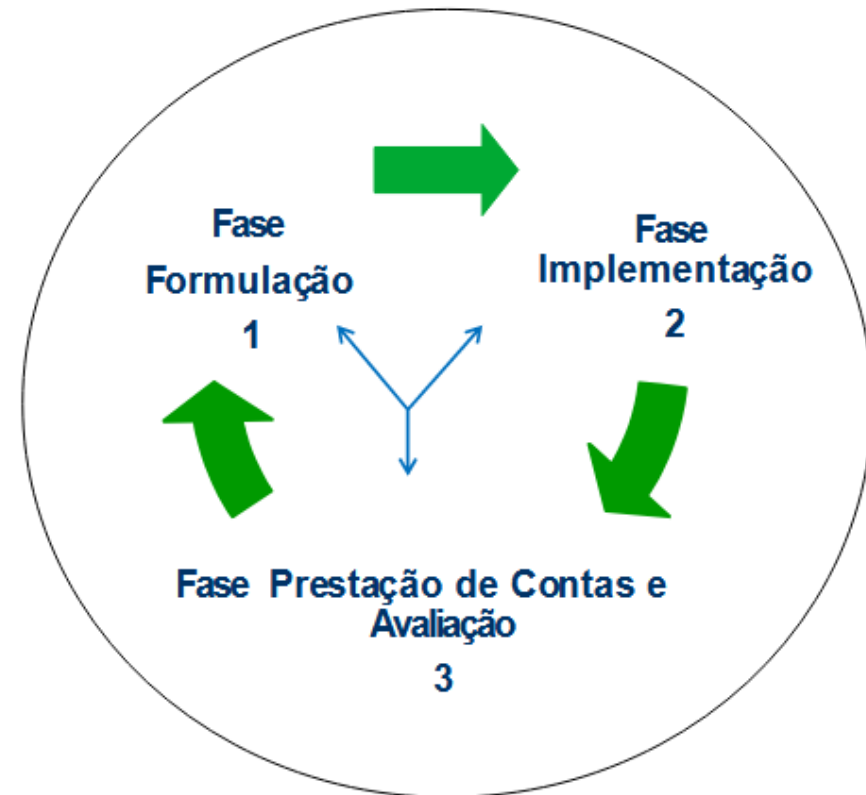 Fase
Formulação
1
Fase
Implementação
2
Fase Prestação de Contas e
Avaliação
3